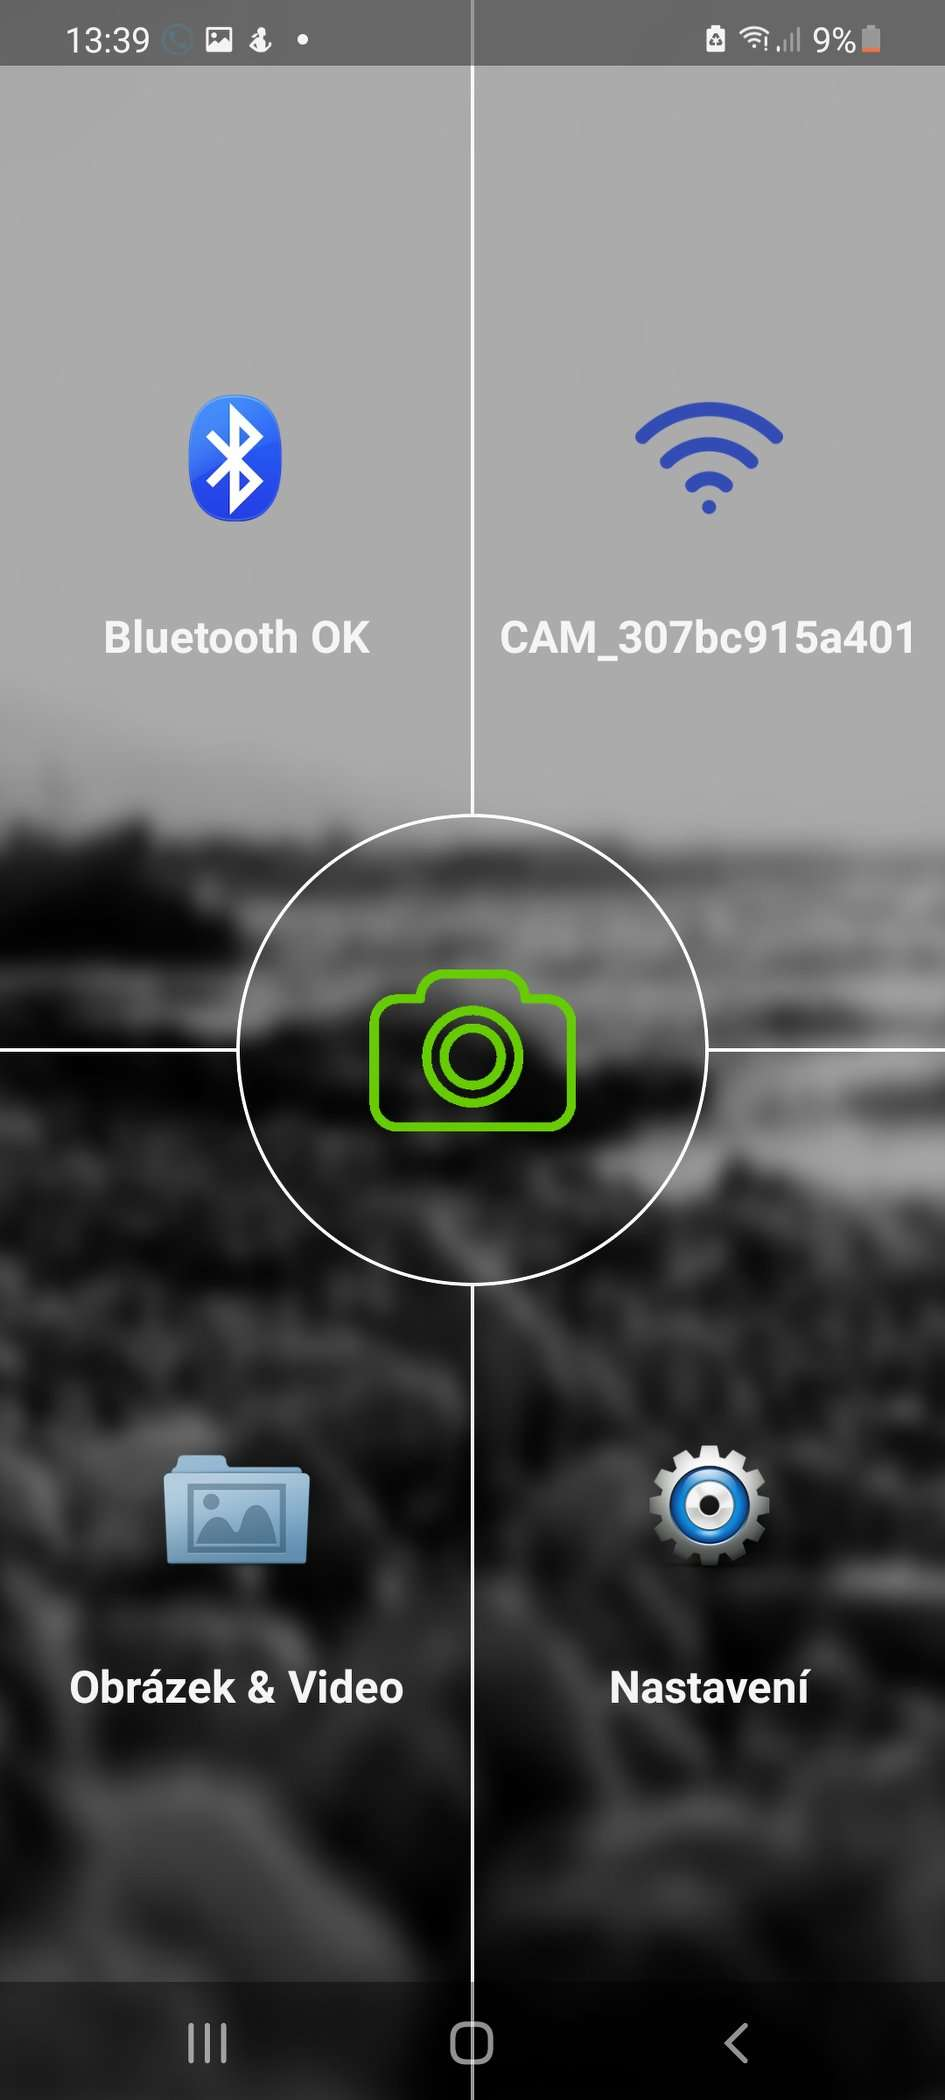 13:39
9%
Bluetooth OK
CAM_307bc915a401
Obrázek & Video
Nastavení